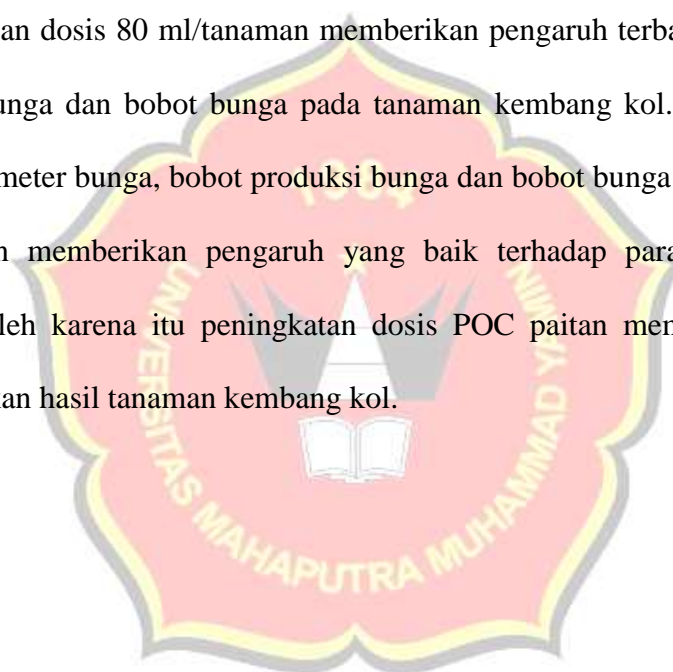 an dosis 80 ml/tanaman memberikan pengaruh terba
unga dan bobot bunga pada tanaman kembang kol.
meter bunga, bobot produksi bunga dan bobot bunga
memberikan pengaruh yang baik terhadap para
leh karena itu peningkatan dosis POC paitan men
kan hasil tanaman kembang kol.
UNIVERSITAS MAHAPUTRA MUHAMMAD YAMIN